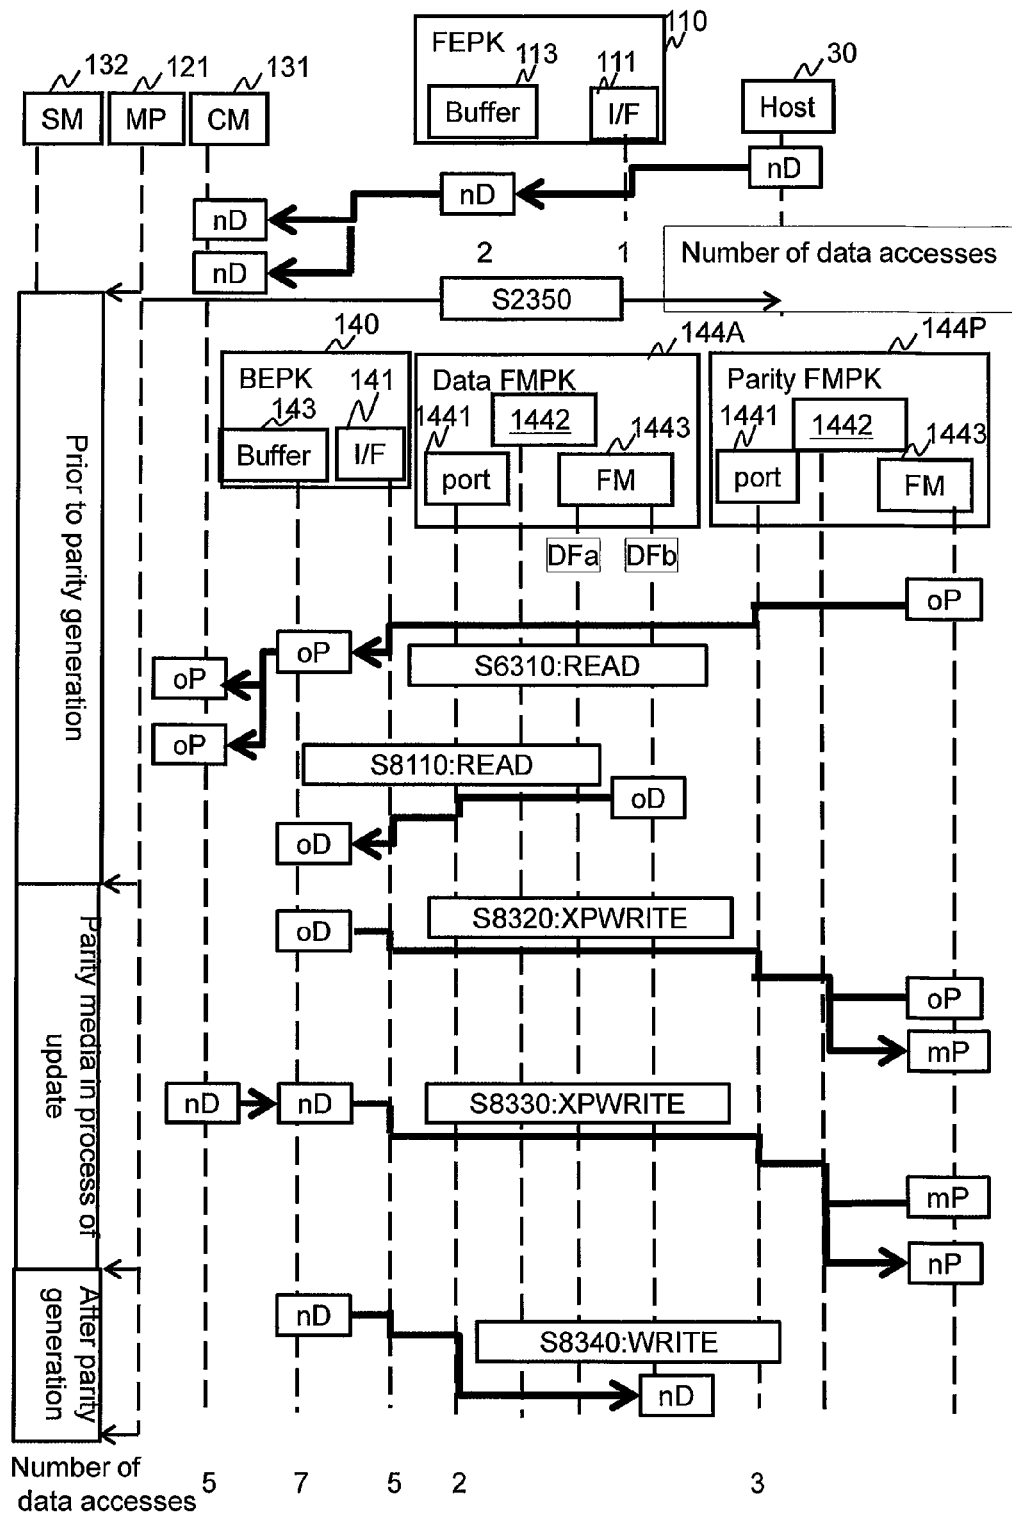 110
FEPK
113
111
30
132
121
131
SM
MP
CM
Buffer
I/F
Host
nD
nD
nD
nD
2
1
Number of data accesses
S2350
140
144A
144P
BEPK
141
Data FMPK
Parity FMPK
143
1441
1442
1443
1441
1442
1443
Buffer
I/F
port
FM
port
FM
DFa
DFb
Prior to parity generation
oP
oP
S6310:READ
oP
oP
S8110:READ
oD
oD
Parity media in process of
update
oD
S8320:XPWRITE
oP
mP
nD
nD
S8330:XPWRITE
mP
nP
After parity
generation
nD
S8340:WRITE
nD
Number of
data accesses
5
7
5
2
3